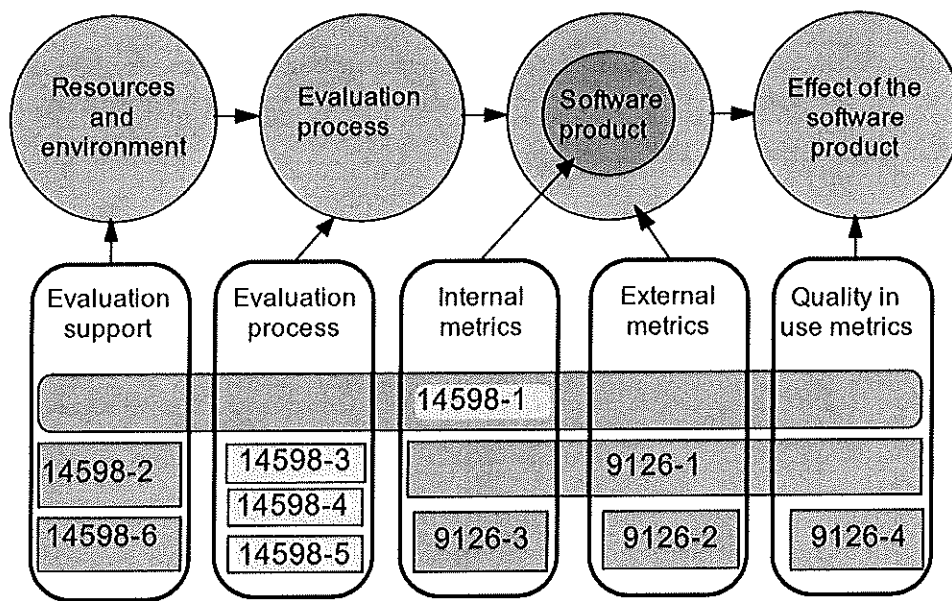 Resources
and
environment
Evaluation
process
Software
product
Effect of the
software
product
Evaluation
support
Evaluation
process
Internal
metrics
External
metrics
Quality in
use metrics
14598-1
14598-2
14598-3
9126-1
14598-4
14598-6
14598-5
9126-3
9126-2
9126-4